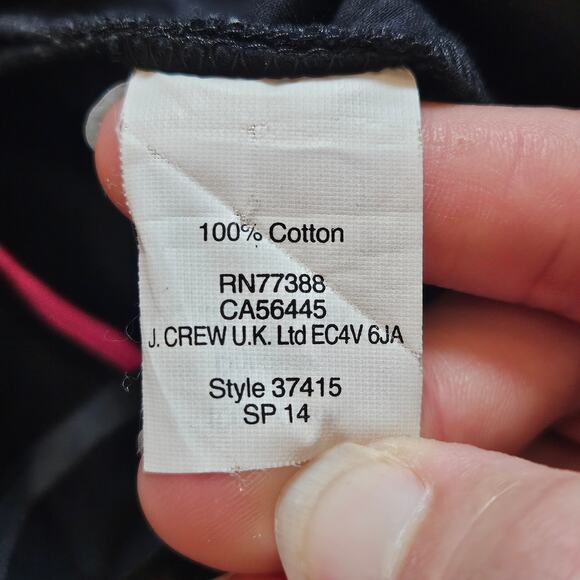 100% Cotton
RN77388
CA56445
J. CREW U.K. Ltd EC4V 6JA
Style 37415
SP 14